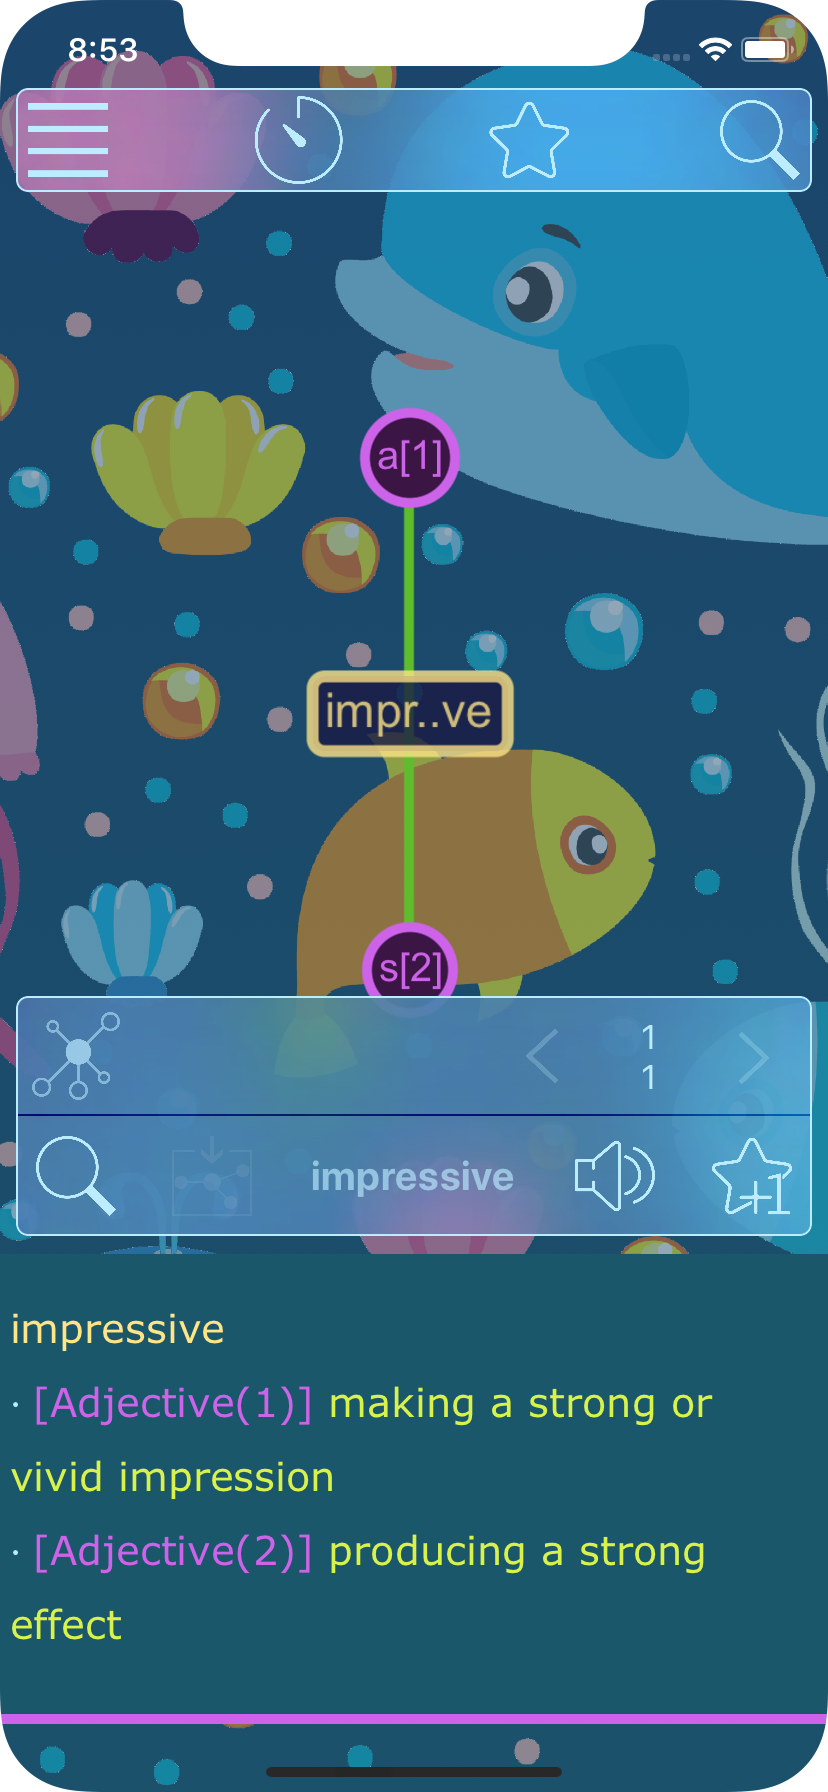 8:53
a[1]
impr..ve
s[2]
1
1
impressive
+1
impressive
· [Adjective(1)] making a strong or
vivid impression
· [Adjective(2)] producing a strong
effect